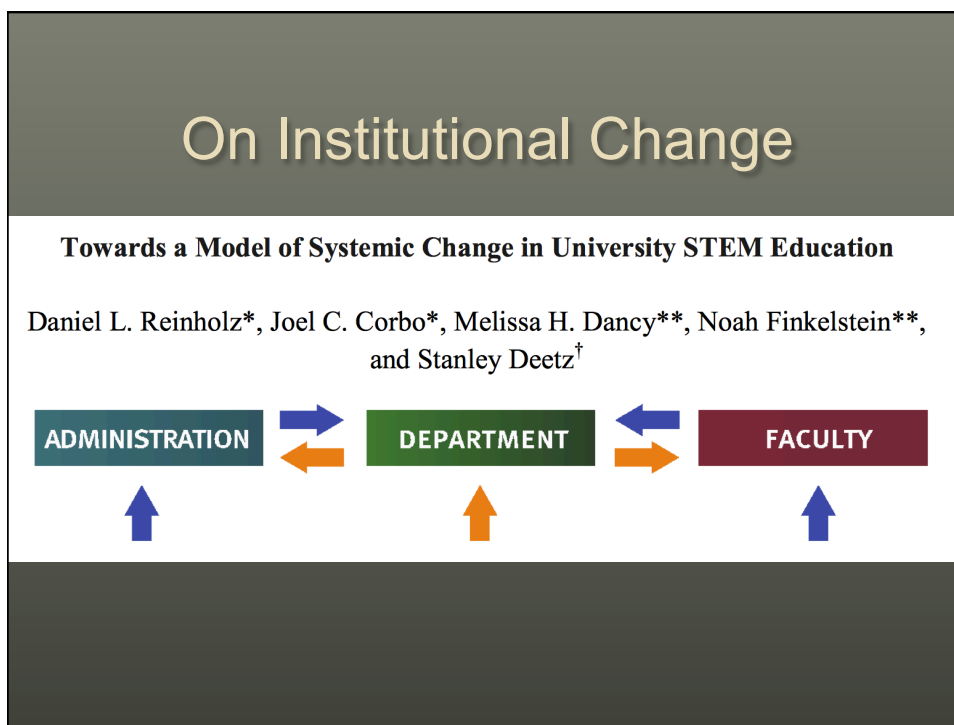 On Institutional Change
Towards a Model of Systemic Change in University STEM Education
Daniel L. Reinholz*, Joel C. Corbo*, Melissa H. Dancy**, Noah Finkelstein**,
and Stanley Deetz†
ADMINISTRATION
DEPARTMENT
FACULTY